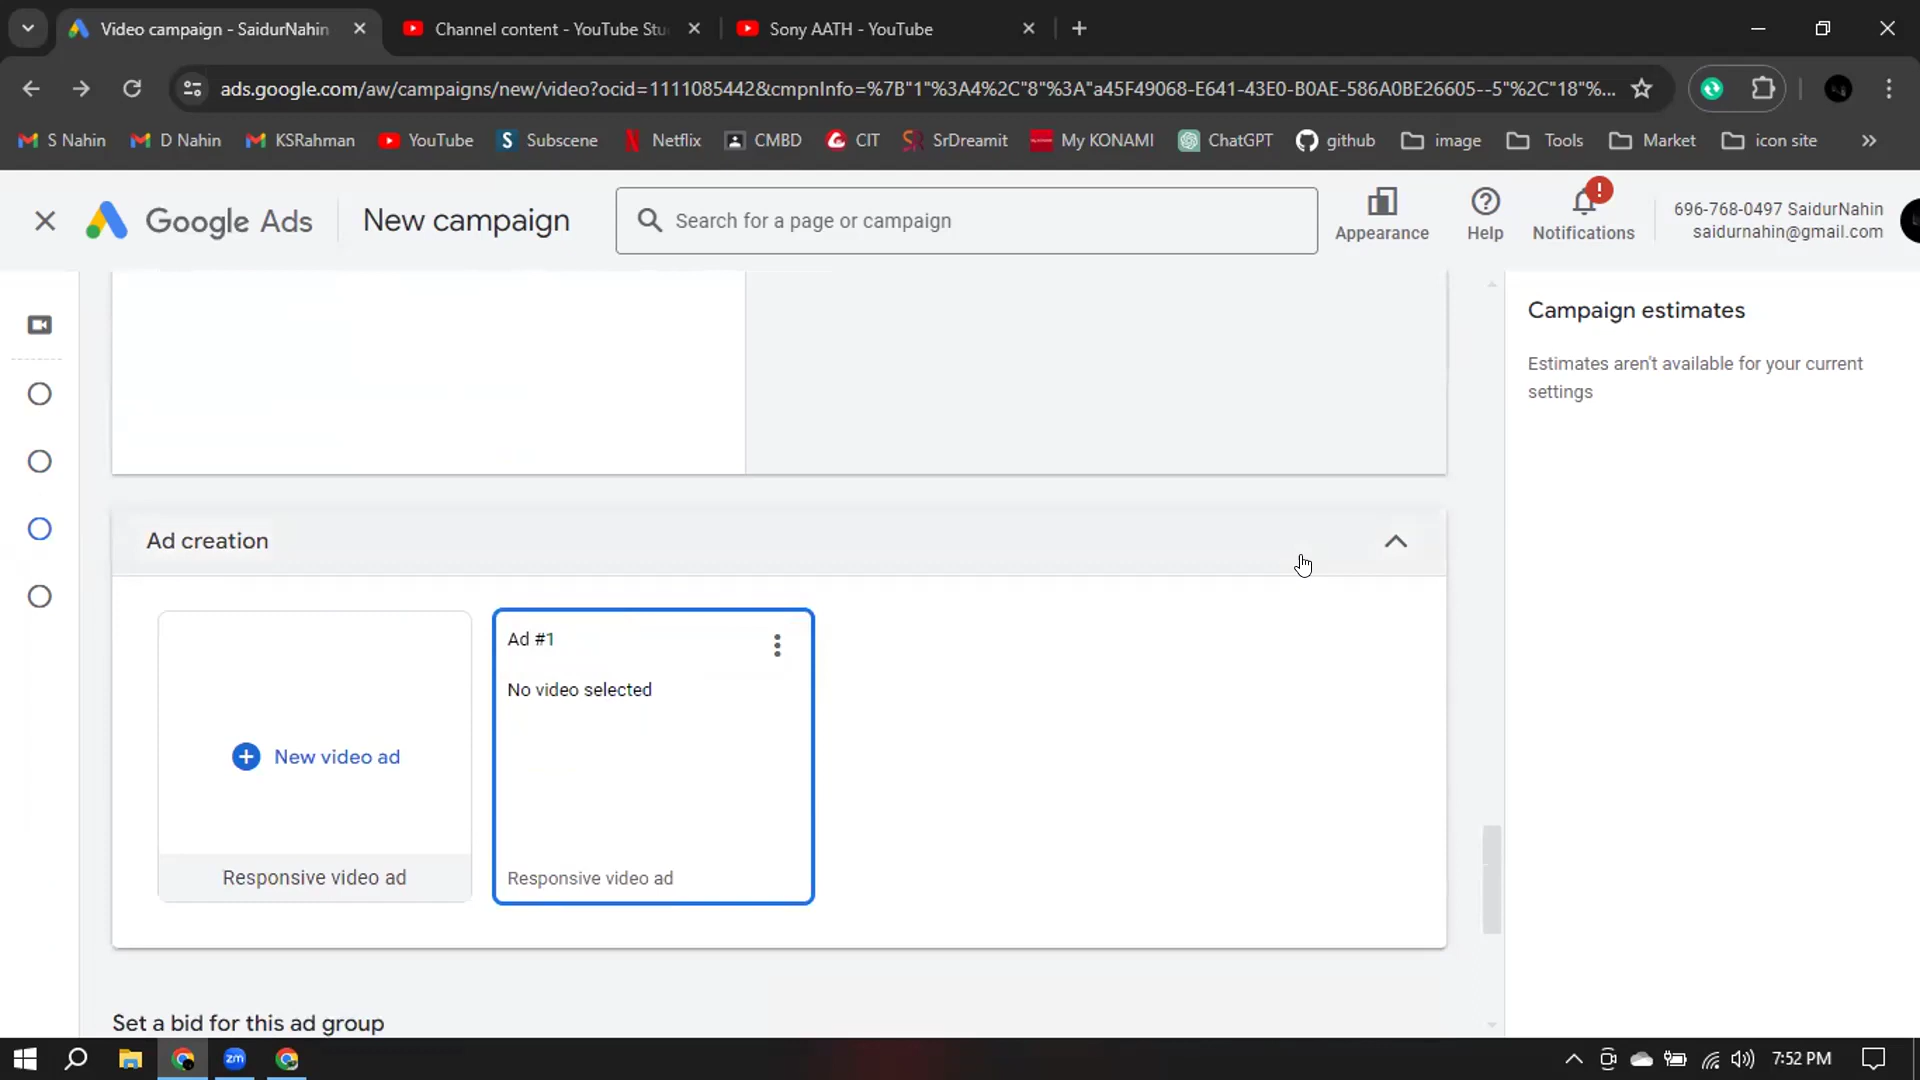 Video campaign - SaidurNahin
Channel content - YouTube Stu
Sony AATH - YouTube
ads.google.com/aw/campaigns/new/video?ocid=1111085442&cmpnInfo=%7B"1"%3A4%2C"8"%3A"a45F49068-E641-43E0-B0AE-586A0BE26605--5"%2C"18"%...
S Nahin
D Nahin
KSRahman
YouTube
Subscene
Netflix
CMBD
CIT
SrDreamit
My KONAMI
ChatGPT
github
image
Tools
Market
icon site
Google Ads
New campaign
Search for a page or campaign
Appearance
Help
Notifications
696-768-0497 SaidurNahin
saidurnahin@gmail.com
Campaign estimates
Estimates aren't available for your current
settings
Ad creation
New video ad
Responsive video ad
Ad #1
No video selected
Responsive video ad
Set a bid for this ad group
zm
7:52 PM